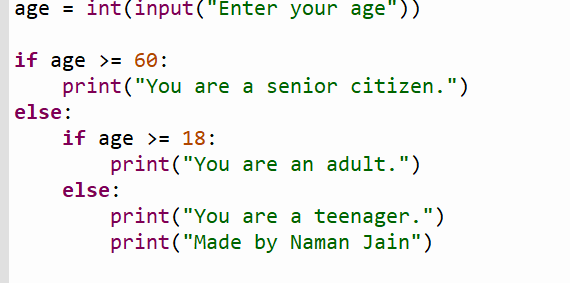 age = int(input("Enter your age"))
if age >= 60:
    print("You are a senior citizen.")
else:
    if age >= 18:
        print("You are an adult.")
    else:
        print("You are a teenager.")
        print("Made by Naman Jain")